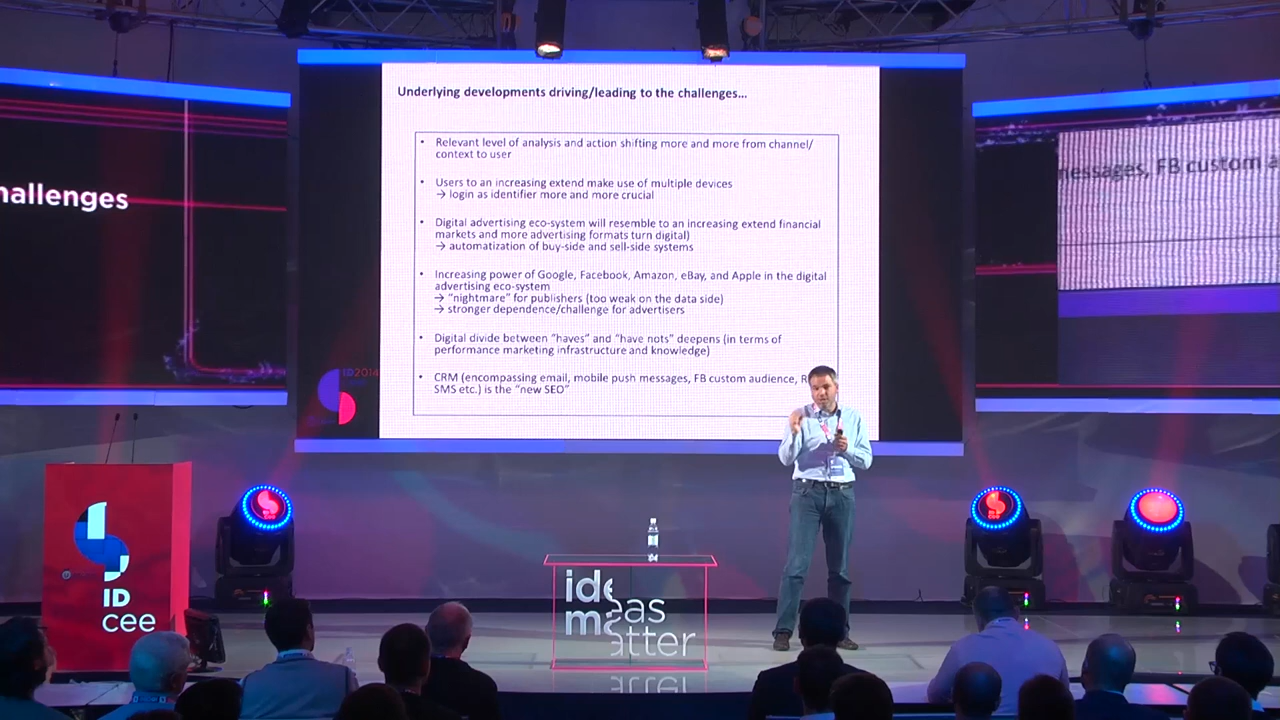 Underlying developments driving/leading to the challenges...
• Relevant level of analysis and action shifting more and more from channel/
context to user
• Users to an increasing extend make use of multiple devices
→ login as identifier more and more crucial
• Digital advertising eco-system will resemble to an increasing extend financial
markets and more advertising formats turn digital)
→ automatization of buy-side and sell-side systems
• Increasing power of Google, Facebook, Amazon, eBay, and Apple in the digital
advertising eco-system
→ "nightmare" for publishers (too weak on the data side)
→ stronger dependence/challenge for advertisers
• Digital divide between "haves" and "have nots" deepens (in terms of
performance marketing infrastructure and knowledge)
• CRM (encompassing email, mobile push messages, FB custom audience,
SMS etc.) is the "new SEO"
hallenges
messages, FB custom a
ID2014
ID
cee
ideas
matter